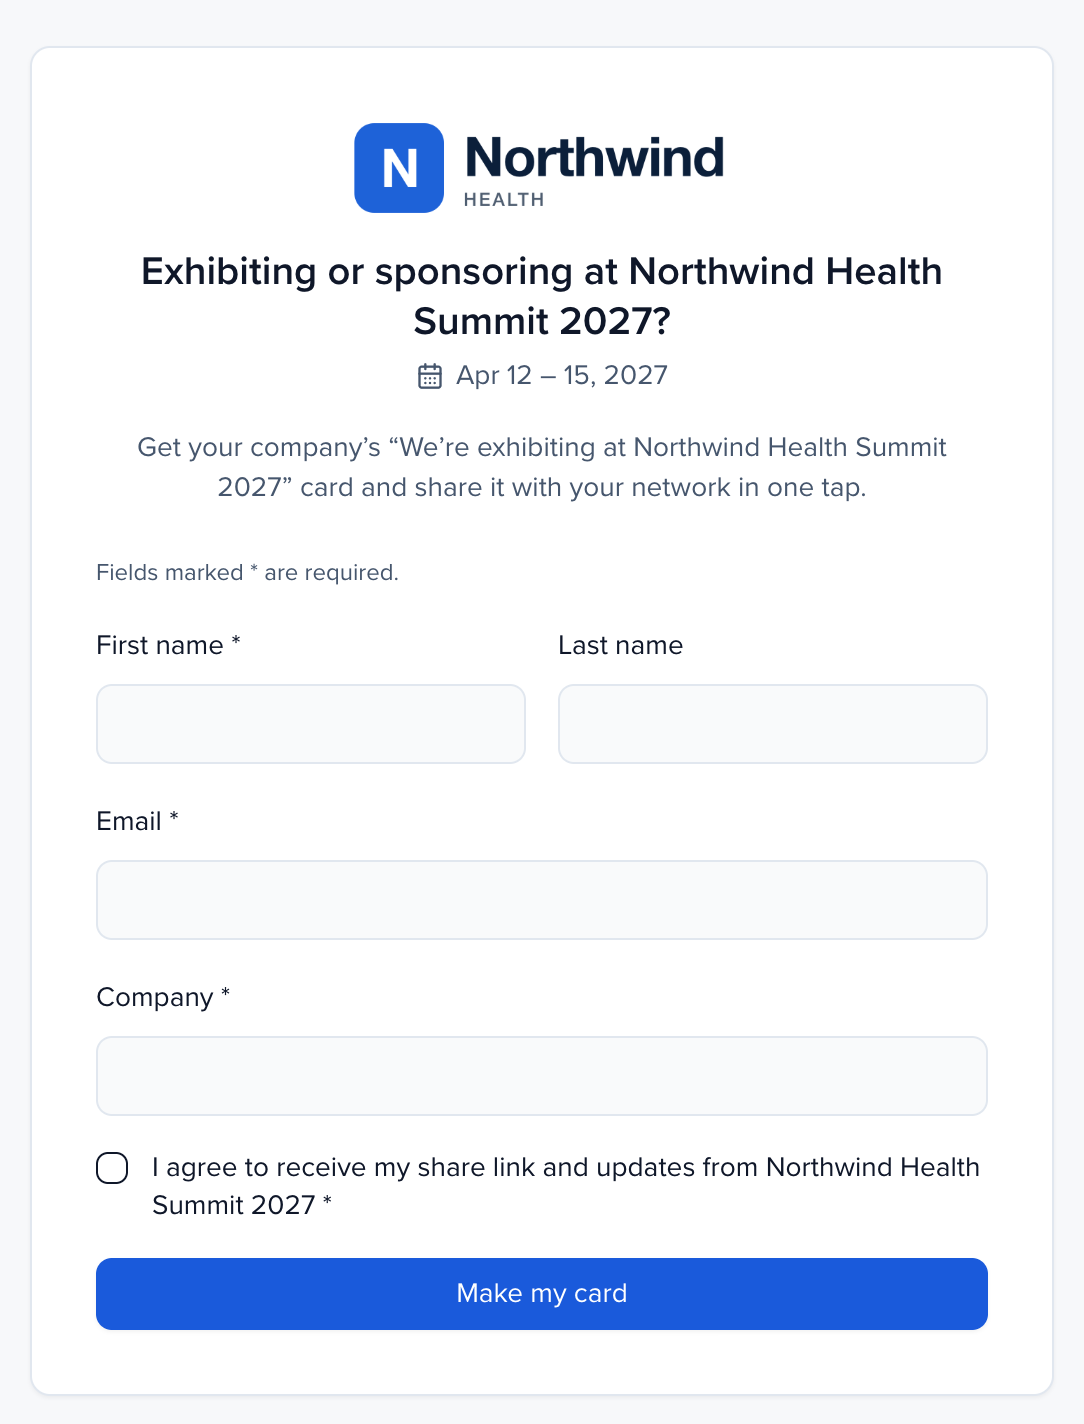 N
Northwind
HEALTH
Exhibiting or sponsoring at Northwind Health
Summit 2027?
Apr 12 – 15, 2027
Get your company’s “We’re exhibiting at Northwind Health Summit
2027” card and share it with your network in one tap.
Fields marked * are required.
First name *
Last name
Email *
Company *
I agree to receive my share link and updates from Northwind Health
Summit 2027 *
Make my card